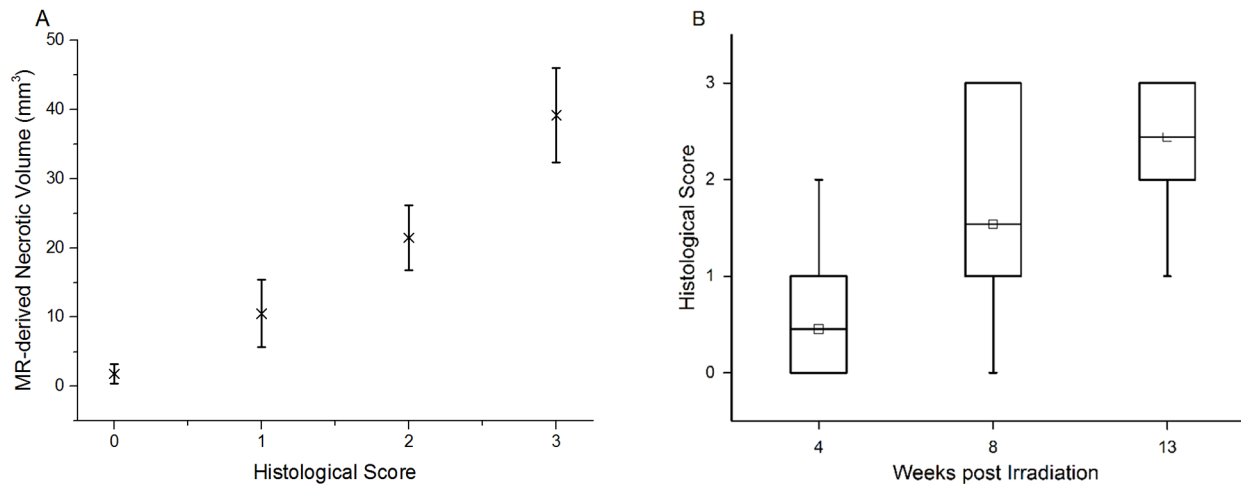 A
MR-derived Necrotic Volume (mm³)
50
40
30
20
10
0
0 1 2 3
Histological Score
B
Histological Score
3
2
1
0
4 8 13
Weeks post Irradiation